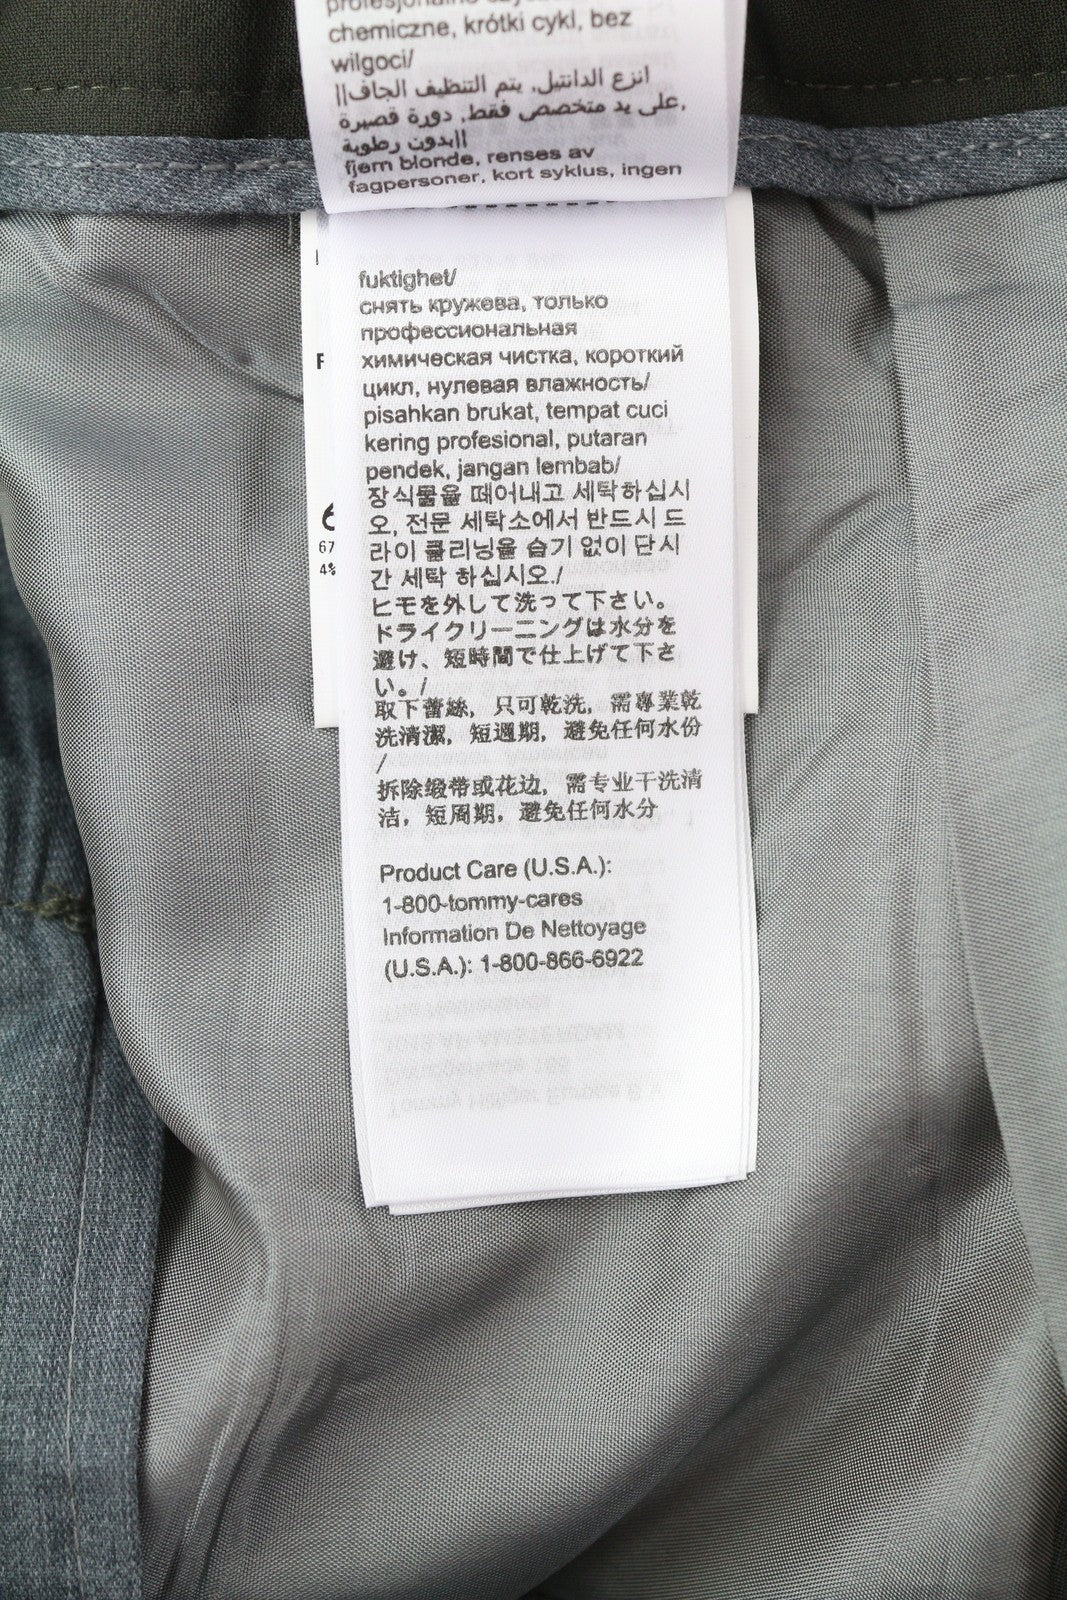 chemiczne, krótki cykl, bez
wilgoci/
انزع الدانتيل, يتم التنظيف الجاف||
,على يد متخصص فقط, دورة قصيرة
||بدون رطوبة
fjern blonde, renses av
fagpersoner, kort syklus, ingen
fuktighet/
снять кружева, только
профессиональная
химическая чистка, короткий
цикл, нулевая влажность/
pisahkan brukat, tempat cuci
kering profesional, putaran
pendek, jangan lembab/
장식물을 떼어내고 세탁하십시
오, 전문 세탁소에서 반드시 드
라이 클리닝을 습기 없이 단시
간 세탁 하십시오./
ヒモを外して洗って下さい。
ドライクリーニングは水分を
避け、短時間で仕上げて下さ
い。/
取下蕾絲，只可乾洗，需專業乾
洗清潔，短週期，避免任何水份
/
拆除缎带或花边，需专业干洗清
洁，短周期，避免任何水分
Product Care (U.S.A.):
1-800-tommy-cares
Information De Nettoyage
(U.S.A.): 1-800-866-6922
67
4%